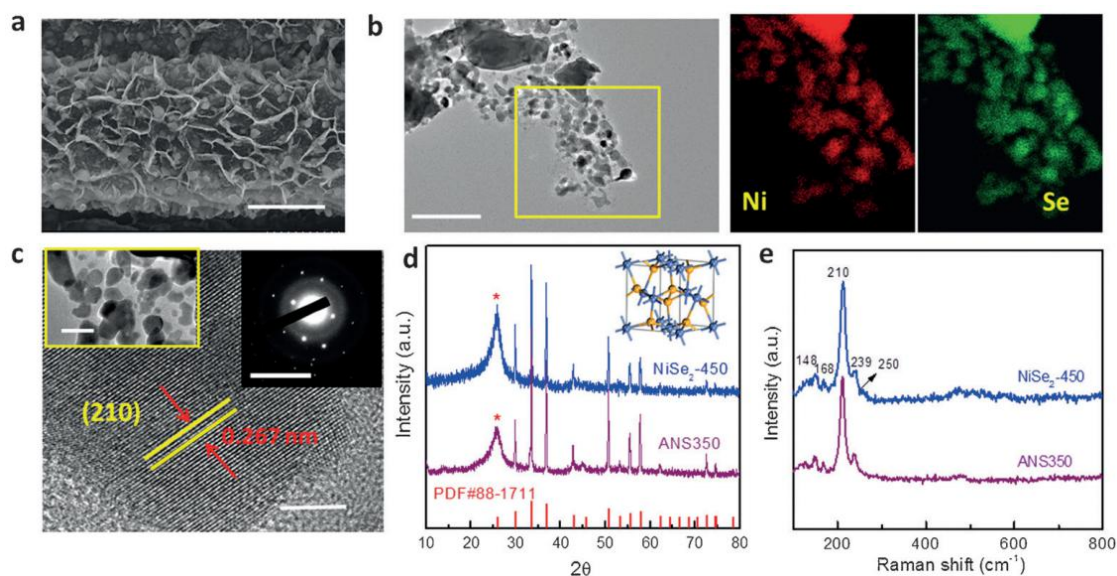 a
b
Ni
Se
c
(210)
0.267 nm
d
*
NiSe₂-450
*
ANS350
PDF#88-1711
Intensity (a.u.)
10 20 30 40 50 60 70 80
2θ
e
210
148
168
239
250
NiSe₂-450
ANS350
Intensity (a.u.)
200 400 600 800
Raman shift (cm⁻¹)